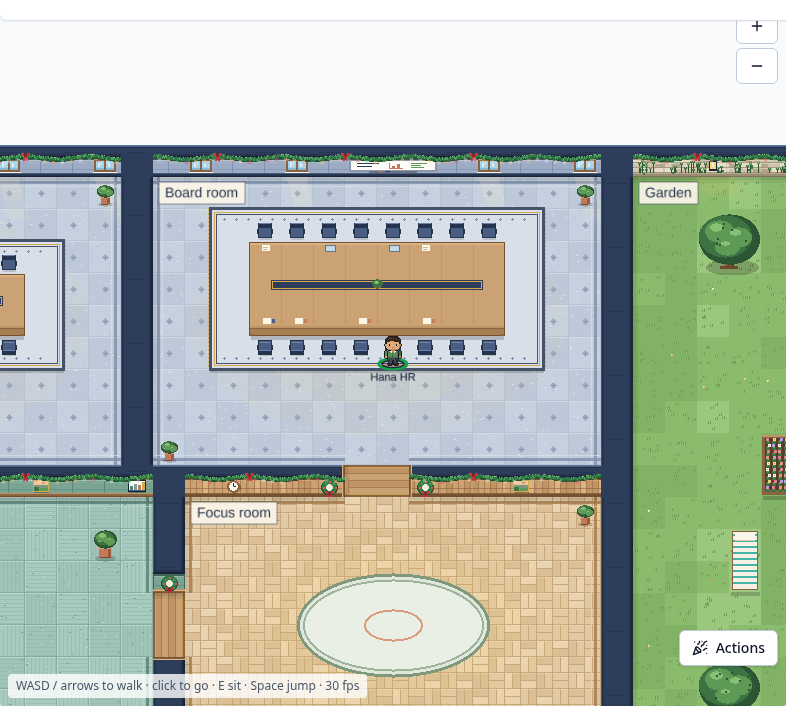 +
−
Board room
Garden
Hana HR
Focus room
Actions
WASD / arrows to walk · click to go · E sit · Space jump · 30 fps